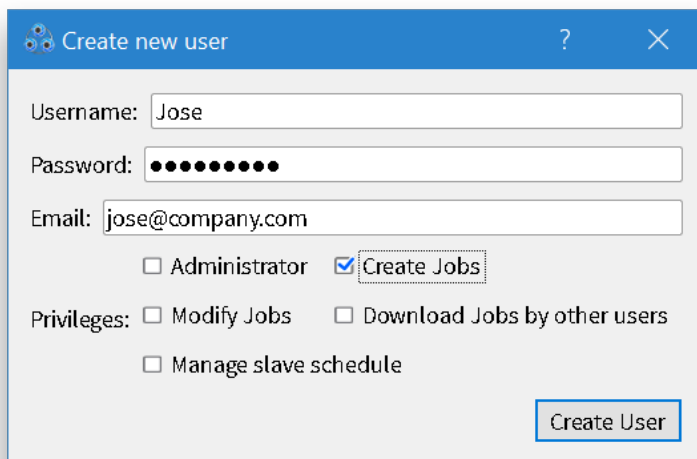 Create new user
Username: Jose
Password: •••••••••
Email: jose@company.com
Administrator Create Jobs
Privileges: Modify Jobs Download Jobs by other users
Manage slave schedule
Create User